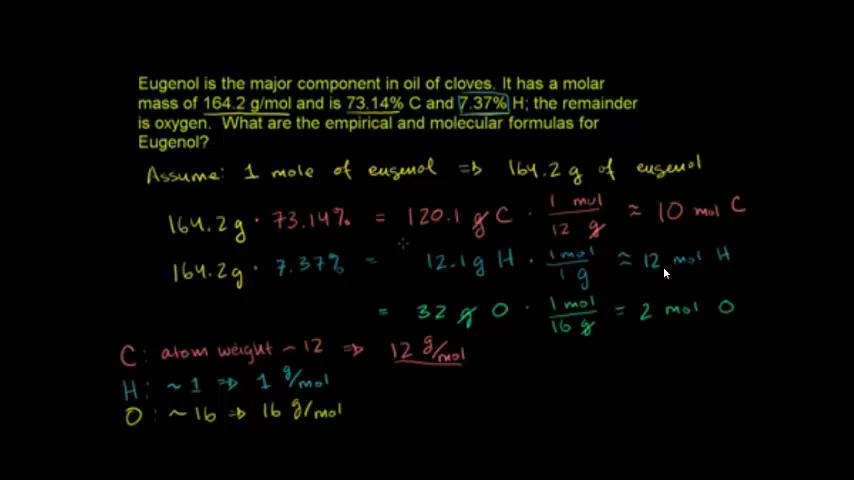 Eugenol is the major component in oil of cloves. It has a molar
mass of 164.2 g/mol and is 73.14% C and 7.37% H; the remainder
is oxygen. What are the empirical and molecular formulas for
Eugenol?
Assume: 1 mole of eugenol => 164.2 g of eugenol
164.2g · 73.14% = 120.1 g C · 1 mol / 12 g ≈ 10 mol C
164.2g · 7.37% = 12.1 g H · 1 mol / 1 g ≈ 12 mol H
= 32 g O · 1 mol / 16 g = 2 mol O
C: atom weight ~12 => 12 g/mol
H: ~1 => 1 g/mol
O: ~16 => 16 g/mol